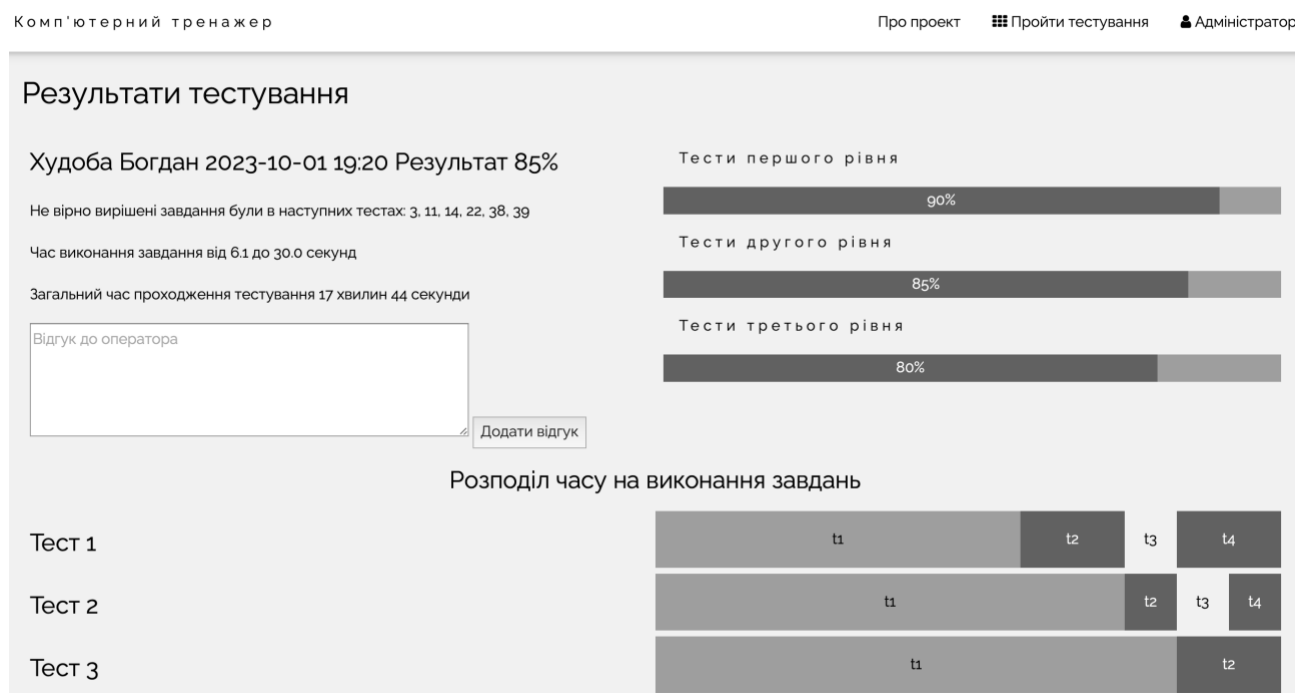 Комп'ютерний тренажер
Про проект Пройти тестування Адміністратор
Результати тестування
Худоба Богдан 2023-10-01 19:20 Результат 85%
Не вірно вирішені завдання були в наступних тестах: 3, 11, 14, 22, 38, 39
Час виконання завдання від 6.1 до 30.0 секунд
Загальний час проходження тестування 17 хвилин 44 секунди
Відгук до оператора
Додати відгук
Тести першого рівня
90%
Тести другого рівня
85%
Тести третього рівня
80%
Розподіл часу на виконання завдань
Тест 1 t1 t2 t3 t4
Тест 2 t1 t2 t3 t4
Тест 3 t1 t2